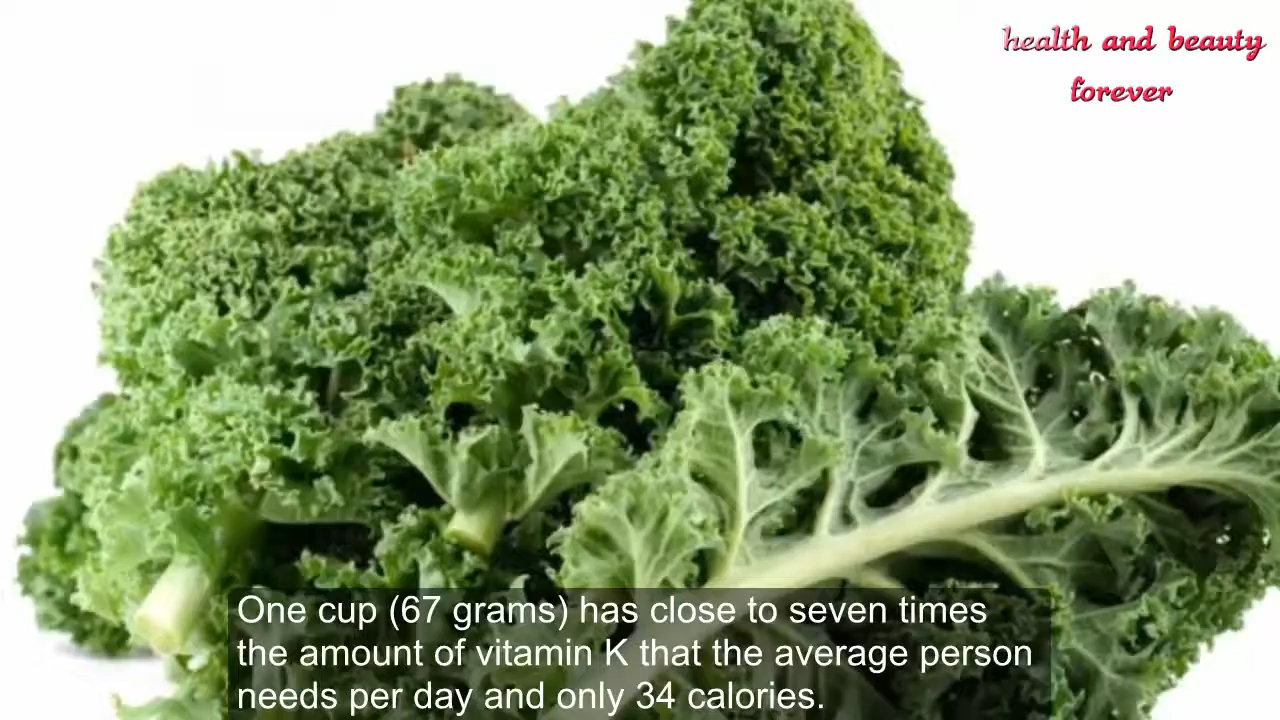 health and beauty
forever
One cup (67 grams) has close to seven times
the amount of vitamin K that the average person
needs per day and only 34 calories.